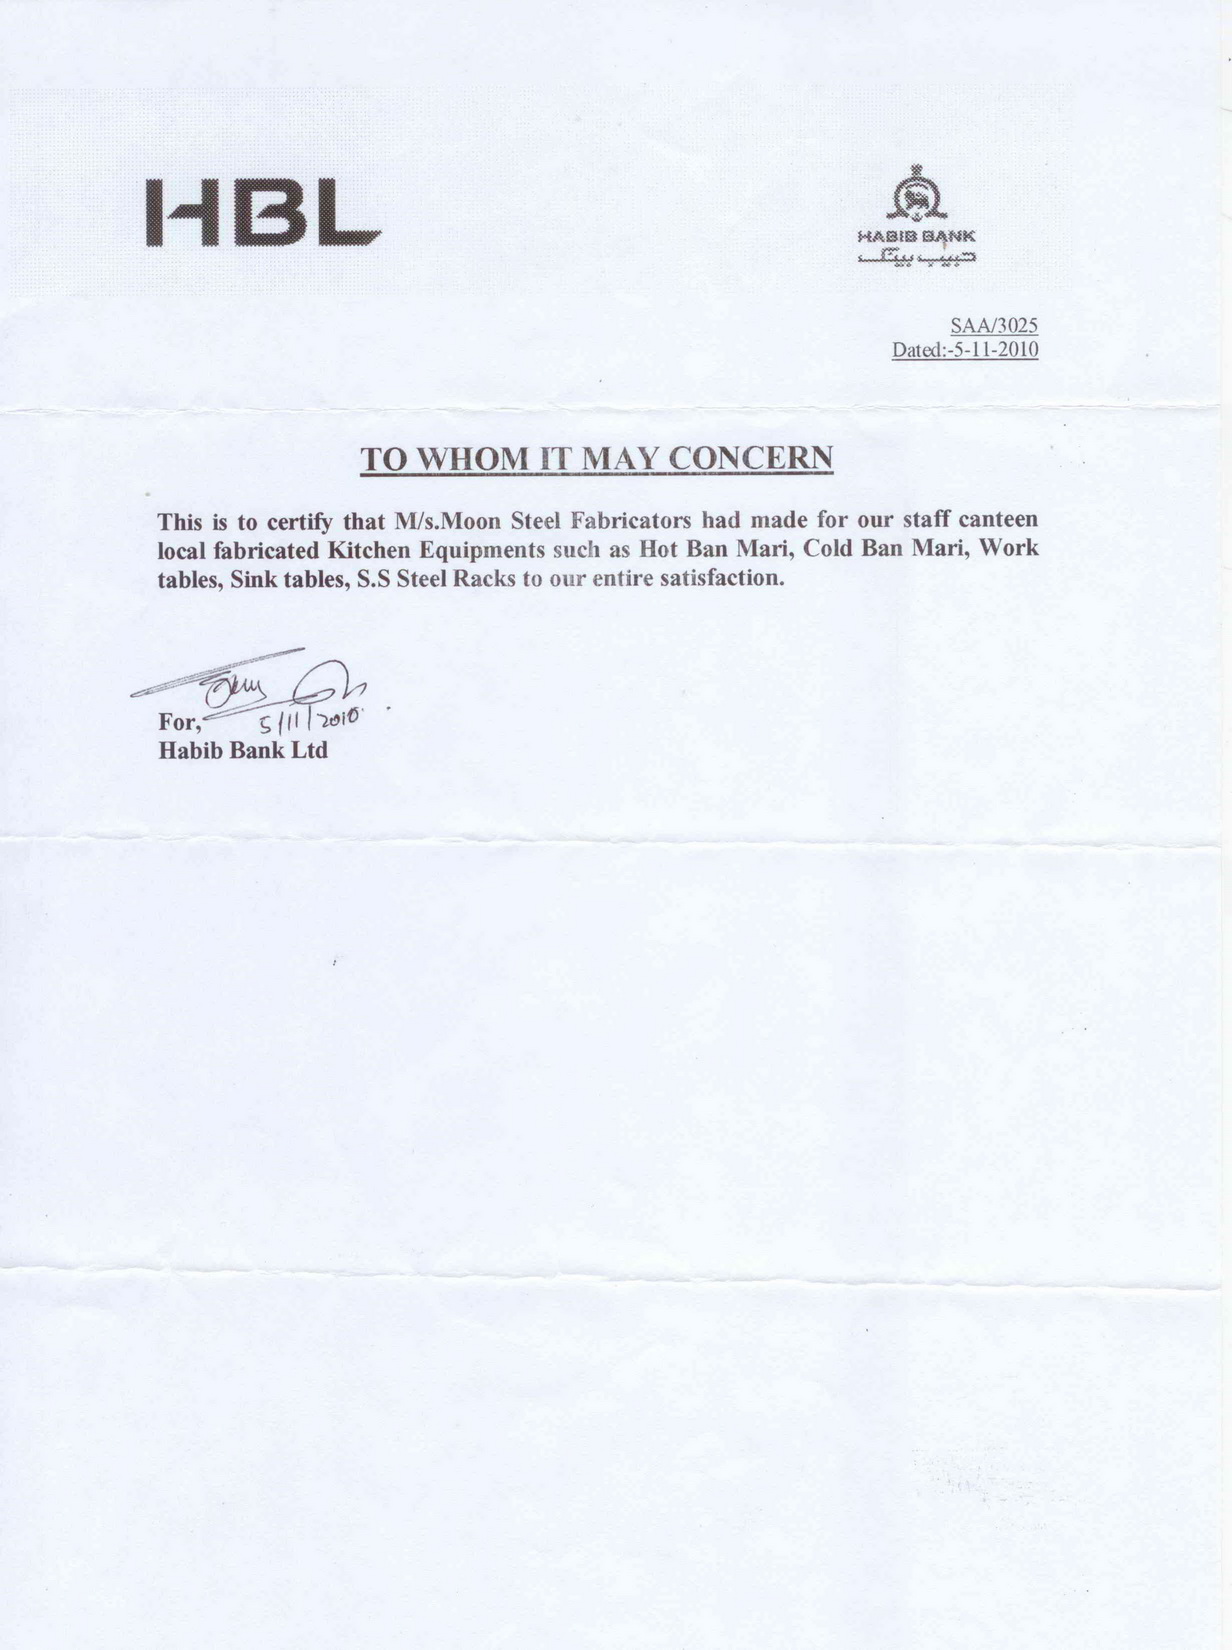 HBL
HABIB BANK
حبیب بینک
SAA/3025
Dated:-5-11-2010
TO WHOM IT MAY CONCERN
This is to certify that M/s.Moon Steel Fabricators had made for our staff canteen
local fabricated Kitchen Equipments such as Hot Ban Mari, Cold Ban Mari, Work
tables, Sink tables, S.S Steel Racks to our entire satisfaction.
For,
5/11/2010
Habib Bank Ltd